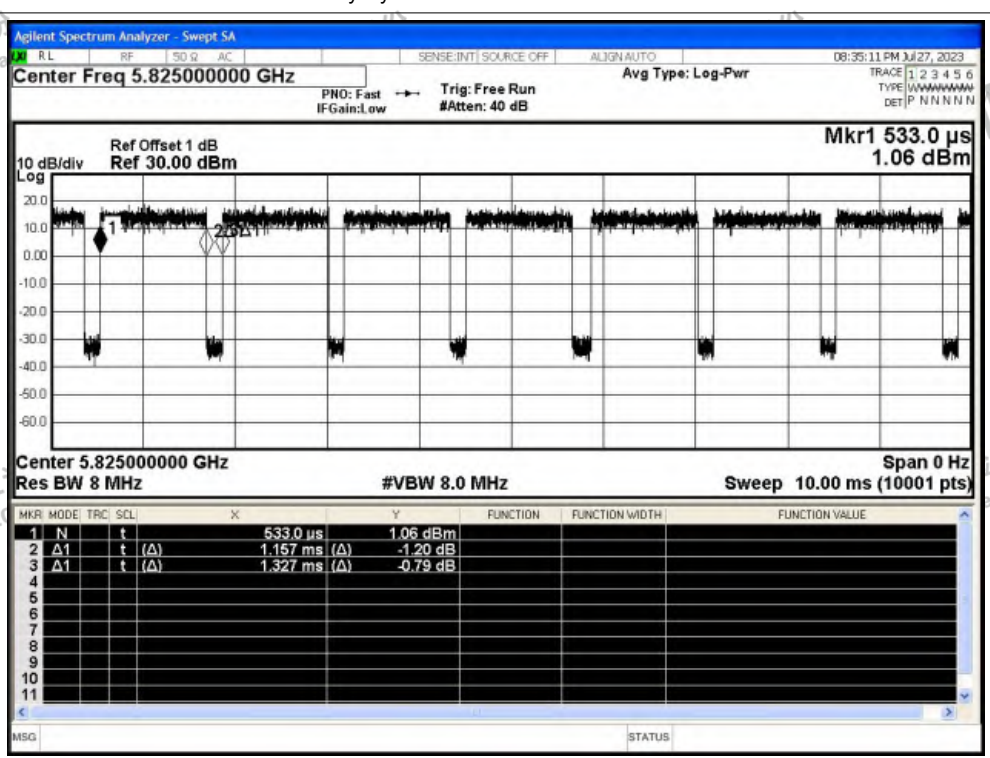 Agilent Spectrum Analyzer - Swept SA
LXI RL RF 50 Ω AC SENSE:INT SOURCE OFF ALIGN AUTO 08:35:11 PM Jul 27, 2023
Center Freq 5.825000000 GHz Avg Type: Log-Pwr TRACE 1 2 3 4 5 6
PNO: Fast Trig: Free Run TYPE WWWWWW
IFGain:Low #Atten: 40 dB DET P N N N N N
Mkr1 533.0 µs
Ref Offset 1 dB
10 dB/div Ref 30.00 dBm 1.06 dBm
Log
20.0
10.0
1 2Δ1 3Δ1
0.00
-10.0
-20.0
-30.0
-40.0
-50.0
-60.0
Center 5.825000000 GHz Span 0 Hz
Res BW 8 MHz #VBW 8.0 MHz Sweep 10.00 ms (10001 pts)
MKR MODE TRC SCL X Y FUNCTION FUNCTION WIDTH FUNCTION VALUE
1 N t 533.0 µs 1.06 dBm
2 Δ1 t (Δ) 1.157 ms (Δ) -1.20 dB
3 Δ1 t (Δ) 1.327 ms (Δ) -0.79 dB
4
5
6
7
8
9
10
11
MSG STATUS